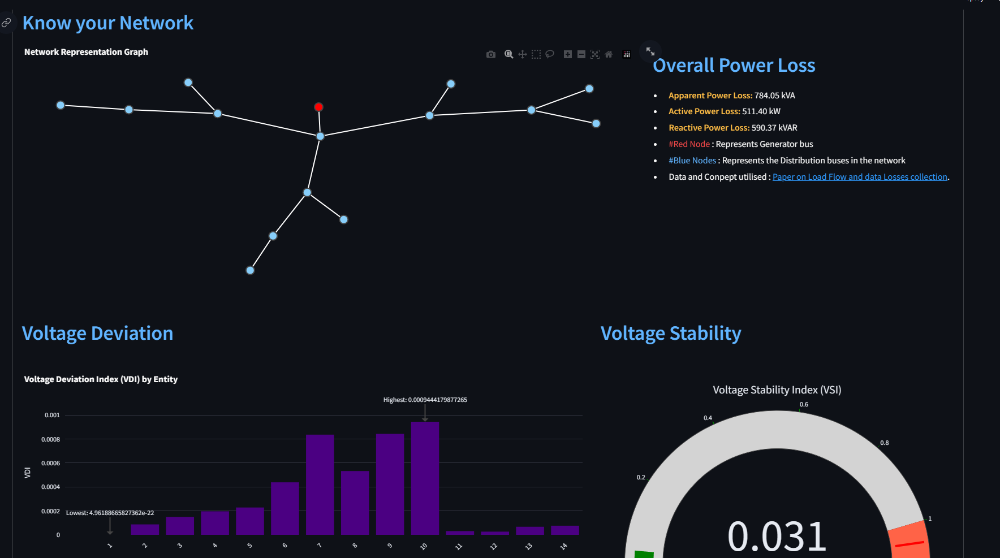 Know your Network
Network Representation Graph
Overall Power Loss
Apparent Power Loss: 784.05 kVA
Active Power Loss: 511.40 kW
Reactive Power Loss: 590.37 kVAR
#Red Node : Represents Generator bus
#Blue Nodes : Represents the Distribution buses in the network
Data and Conpept utilised : Paper on Load Flow and data Losses collection.
Voltage Deviation
Voltage Deviation Index (VDI) by Entity
Highest: 0.0009444179877265
0.001
0.0008
0.0006
0.0004
0.0002
0
VDI
Lowest: 4.96188665827362e-22
1 2 3 4 5 6 7 8 9 10 11 12 13 14
Voltage Stability
Voltage Stability Index (VSI)
0.2
0.4
0.6
0.8
1
0.031